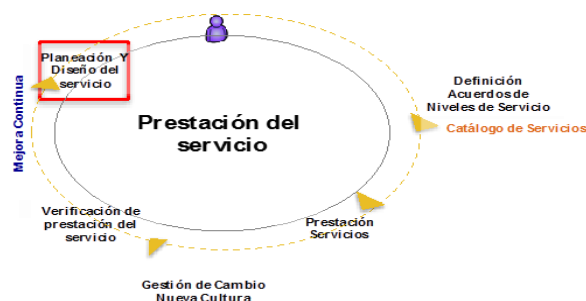 Planeación Y
Diseño del
servicio
Mejora Continua
Prestación del
servicio
Definición
Acuerdos de
Niveles de Servicio
Catálogo de Servicios
Prestación
Servicios
Verificación de
prestación del
servicio
Gestión de Cambio
Nueva Cultura